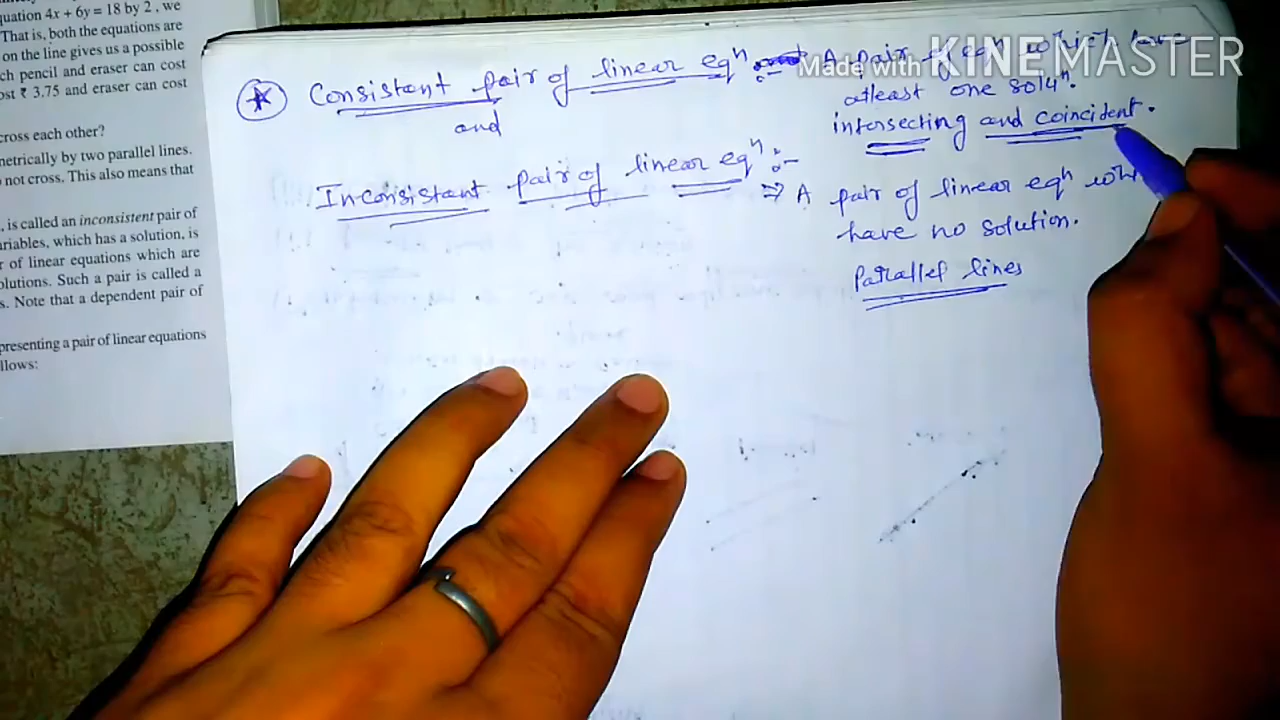 quation 4x + 6y = 18 by 2, we
That is, both the equations are
on the line gives us a possible
ch pencil and eraser can cost
ost ₹ 3.75 and eraser can cost
cross each other?
metrically by two parallel lines.
not cross. This also means that
, is called an inconsistent pair of
ariables, which has a solution, is
r of linear equations which are
olutions. Such a pair is called a
s. Note that a dependent pair of
presenting a pair of linear equations
llows:
Consistant pair of linear eqⁿ :- A pair of eqⁿ which have
atleast one solⁿ.
and
intersecting and coincident.
Inconsistant pair of linear eqⁿ :-
⇒ A pair of linear eqⁿ whi
have no solution.
Parallel lines
Made with KINEMASTER